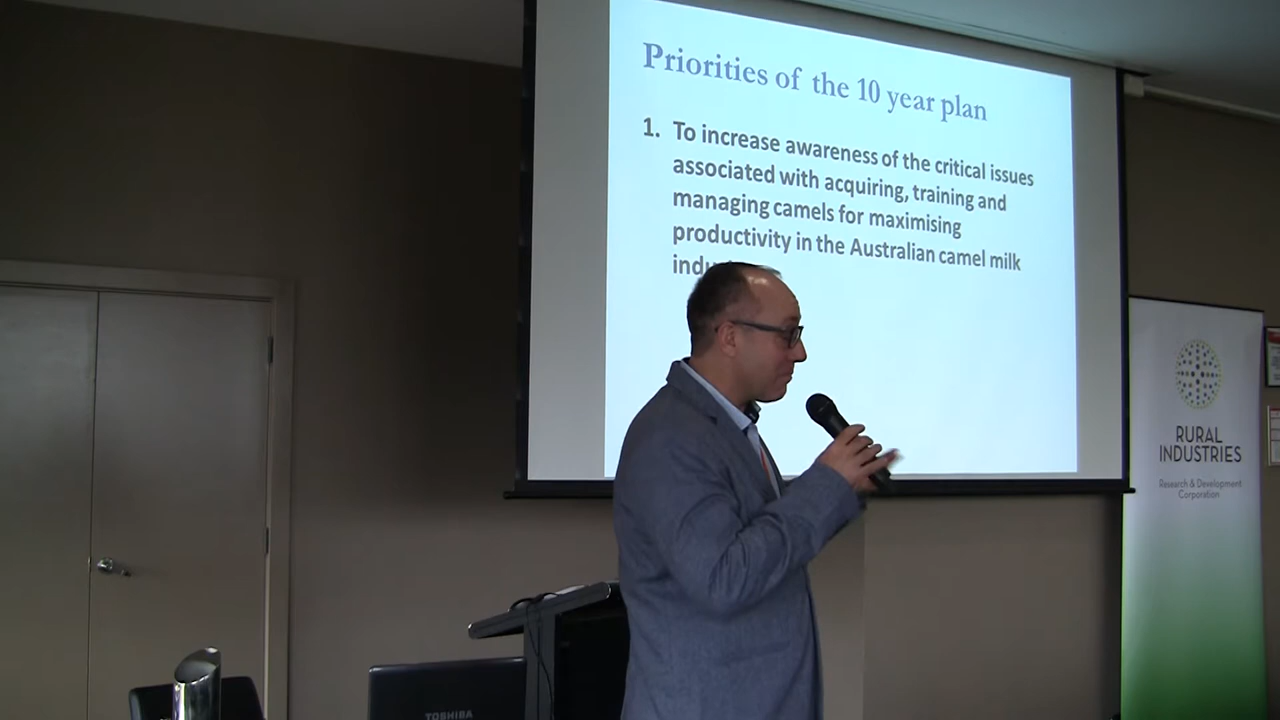 Priorities of the 10 year plan
1. To increase awareness of the critical issues
associated with acquiring, training and
managing camels for maximising
productivity in the Australian camel milk
RURAL
INDUSTRIES
Research & Development
Corporation
TOSHIBA